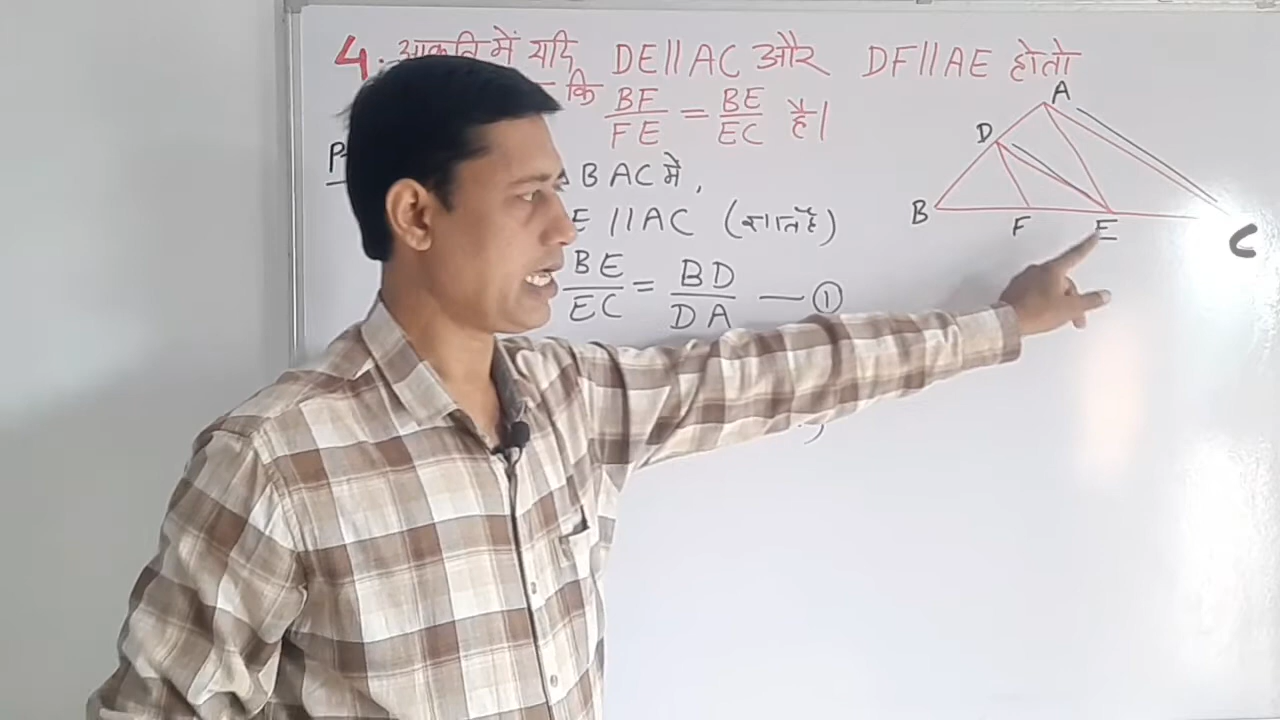 4. आकृति में यदि DE||AC और DF||AE हो तो
कि BF/FE = BE/EC है।
A
D
B F E C
BAC में,
E||AC (ज्ञात है)
BE/EC = BD/DA — ①